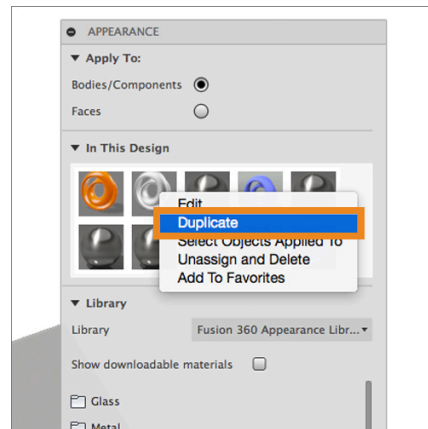 APPEARANCE
▼ Apply To:
Bodies/Components
Faces
▼ In This Design
Edit
Duplicate
Select Objects Applied To
Unassign and Delete
Add To Favorites
▼ Library
Library Fusion 360 Appearance Libr...
Show downloadable materials
Glass
Metal